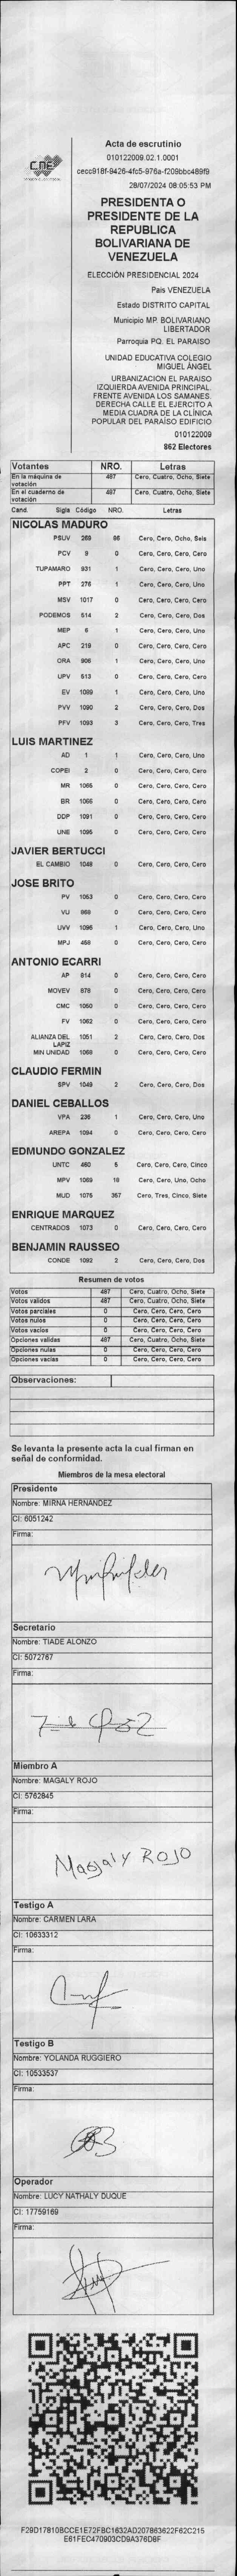 CNE
Acta de escrutinio
010122009.02.1.0001
cecc918f-9426-4fc5-976a-f209bbc489f9
28/07/2024 08:05:53 PM
PRESIDENTA O
PRESIDENTE DE LA
REPUBLICA
BOLIVARIANA DE
VENEZUELA
ELECCIÓN PRESIDENCIAL 2024
País VENEZUELA
Estado DISTRITO CAPITAL
Municipio MP. BOLIVARIANO
LIBERTADOR
Parroquia PQ. EL PARAISO
UNIDAD EDUCATIVA COLEGIO
MIGUEL ÁNGEL
URBANIZACIÓN EL PARAÍSO
IZQUIERDA AVENIDA PRINCIPAL.
FRENTE AVENIDA LOS SAMANES.
DERECHA CALLE EL EJERCITO A
MEDIA CUADRA DE LA CLÍNICA
POPULAR DEL PARAÍSO EDIFICIO
010122009
862 Electores
Votantes NRO. Letras
En la máquina de votación 487 Cero, Cuatro, Ocho, Siete
En el cuaderno de votación 487 Cero, Cuatro, Ocho, Siete
Cand. Sigla Código NRO. Letras
NICOLAS MADURO
PSUV 269 86 Cero, Cero, Ocho, Seis
PCV 9 0 Cero, Cero, Cero, Cero
TUPAMARO 931 1 Cero, Cero, Cero, Uno
PPT 276 1 Cero, Cero, Cero, Uno
MSV 1017 0 Cero, Cero, Cero, Cero
PODEMOS 514 2 Cero, Cero, Cero, Dos
MEP 6 1 Cero, Cero, Cero, Uno
APC 219 0 Cero, Cero, Cero, Cero
ORA 906 1 Cero, Cero, Cero, Uno
UPV 513 0 Cero, Cero, Cero, Cero
EV 1089 1 Cero, Cero, Cero, Uno
PVV 1090 2 Cero, Cero, Cero, Dos
PFV 1093 3 Cero, Cero, Cero, Tres
LUIS MARTINEZ
AD 1 1 Cero, Cero, Cero, Uno
COPEI 2 0 Cero, Cero, Cero, Cero
MR 1065 0 Cero, Cero, Cero, Cero
BR 1066 0 Cero, Cero, Cero, Cero
DDP 1091 0 Cero, Cero, Cero, Cero
UNE 1095 0 Cero, Cero, Cero, Cero
JAVIER BERTUCCI
EL CAMBIO 1048 0 Cero, Cero, Cero, Cero
JOSE BRITO
PV 1053 0 Cero, Cero, Cero, Cero
VU 969 0 Cero, Cero, Cero, Cero
UVV 1096 1 Cero, Cero, Cero, Uno
MPJ 468 0 Cero, Cero, Cero, Cero
ANTONIO ECARRI
AP 914 0 Cero, Cero, Cero, Cero
MOVEV 878 0 Cero, Cero, Cero, Cero
CMC 1050 0 Cero, Cero, Cero, Cero
FV 1062 0 Cero, Cero, Cero, Cero
ALIANZA DEL LAPIZ 1051 2 Cero, Cero, Cero, Dos
MIN UNIDAD 1068 0 Cero, Cero, Cero, Cero
CLAUDIO FERMIN
SPV 1049 2 Cero, Cero, Cero, Dos
DANIEL CEBALLOS
VPA 236 1 Cero, Cero, Cero, Uno
AREPA 1094 0 Cero, Cero, Cero, Cero
EDMUNDO GONZALEZ
UNTC 460 5 Cero, Cero, Cero, Cinco
MPV 1069 18 Cero, Cero, Uno, Ocho
MUD 1075 357 Cero, Tres, Cinco, Siete
ENRIQUE MARQUEZ
CENTRADOS 1073 0 Cero, Cero, Cero, Cero
BENJAMIN RAUSSEO
CONDE 1092 2 Cero, Cero, Cero, Dos
Resumen de votos
Votos 487 Cero, Cuatro, Ocho, Siete
Votos validos 487 Cero, Cuatro, Ocho, Siete
Votos parciales 0 Cero, Cero, Cero, Cero
Votos nulos 0 Cero, Cero, Cero, Cero
Votos vacios 0 Cero, Cero, Cero, Cero
Opciones validas 487 Cero, Cuatro, Ocho, Siete
Opciones nulas 0 Cero, Cero, Cero, Cero
Opciones vacias 0 Cero, Cero, Cero, Cero
Observaciones:
Se levanta la presente acta la cual firman en
señal de conformidad.
Miembros de la mesa electoral
Presidente
Nombre: MIRNA HERNANDEZ
CI: 6051242
Firma:
Secretario
Nombre: TIADE ALONZO
CI: 5072767
Firma:
Miembro A
Nombre: MAGALY ROJO
CI: 5762845
Firma:
Magaly ROJO
Testigo A
Nombre: CARMEN LARA
CI: 10633312
Firma:
Testigo B
Nombre: YOLANDA RUGGIERO
CI: 10533537
Firma:
Operador
Nombre: LUCY NATHALY DUQUE
CI: 17759169
Firma:
F29D17810BCCE1E72FBC1632AD207863622F62C215
E61FEC470903CD9A376D8F